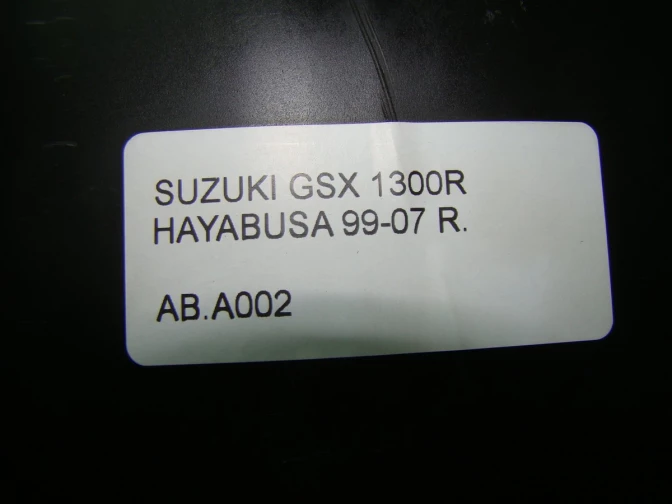 SUZUKI GSX 1300R
HAYABUSA 99-07 R.
AB.A002